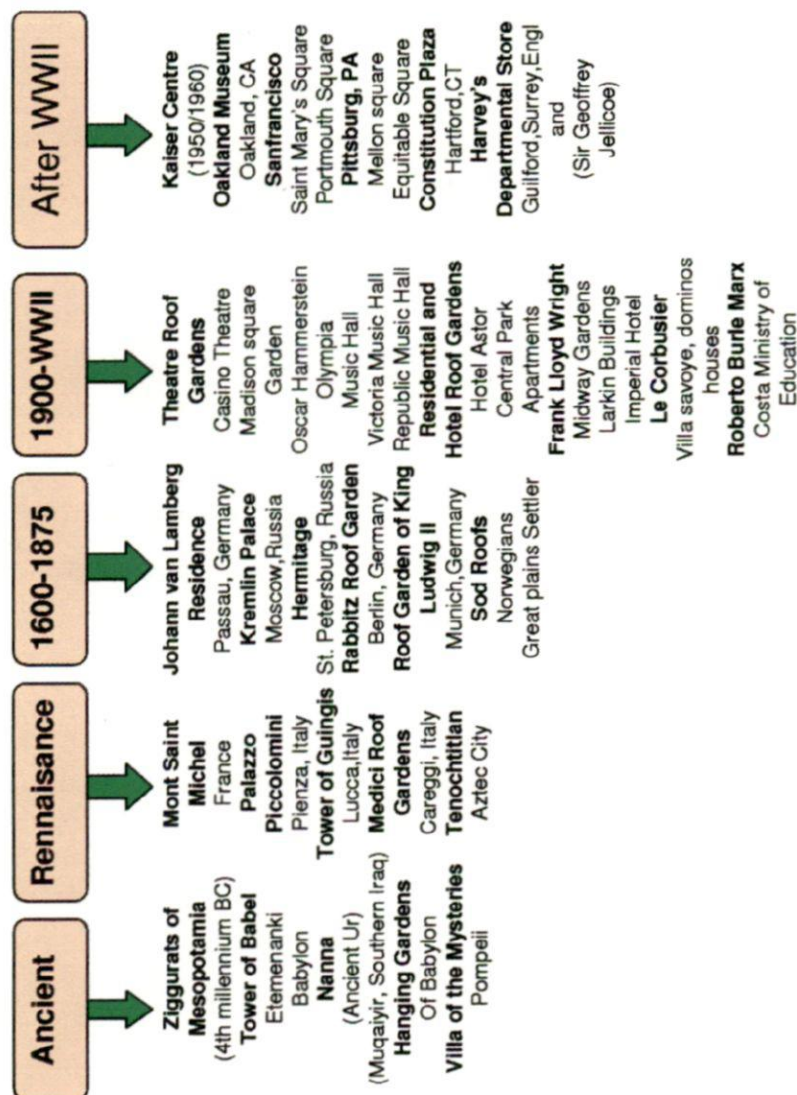 Ancient
Ziggurats of
Mesopotamia
(4th millennium BC)
Tower of Babel
Etemenanki
Babylon
Nanna
(Ancient Ur)
(Muqaiyir, Southern Iraq)
Hanging Gardens
Of Babylon
Villa of the Mysteries
Pompeii
Rennaisance
Mont Saint
Michel
France
Palazzo
Piccolomini
Pienza, Italy
Tower of Guingis
Lucca,Italy
Medici Roof
Gardens
Careggi, Italy
Tenochtitlan
Aztec City
1600-1875
Johann van Lamberg
Residence
Passau, Germany
Kremlin Palace
Moscow,Russia
Hermitage
St. Petersburg, Russia
Rabbitz Roof Garden
Berlin, Germany
Roof Garden of King
Ludwig II
Munich,Germany
Sod Roofs
Norwegians
Great plains Settler
1900-WWII
Theatre Roof
Gardens
Casino Theatre
Madison square
Garden
Oscar Hammerstein
Olympia
Music Hall
Victoria Music Hall
Republic Music Hall
Residential and
Hotel Roof Gardens
Hotel Astor
Central Park
Apartments
Frank Lloyd Wright
Midway Gardens
Larkin Buildings
Imperial Hotel
Le Corbusier
Villa savoye, dominos
houses
Roberto Burle Marx
Costa Ministry of
Education
After WWII
Kaiser Centre
(1950/1960)
Oakland Museum
Oakland, CA
Sanfrancisco
Saint Mary's Square
Portmouth Square
Pittsburg, PA
Mellon square
Equitable Square
Constitution Plaza
Hartford,CT
Harvey's
Departmental Store
Guilford,Surrey,Engl
and
(Sir Geoffrey
Jellicoe)